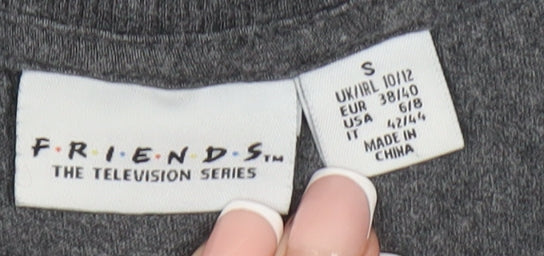 F·R·I·E·N·D·S™
THE TELEVISION SERIES
S
UK/IRL 10/12
EUR 38/40
USA 6/8
IT 42/44
MADE IN
CHINA